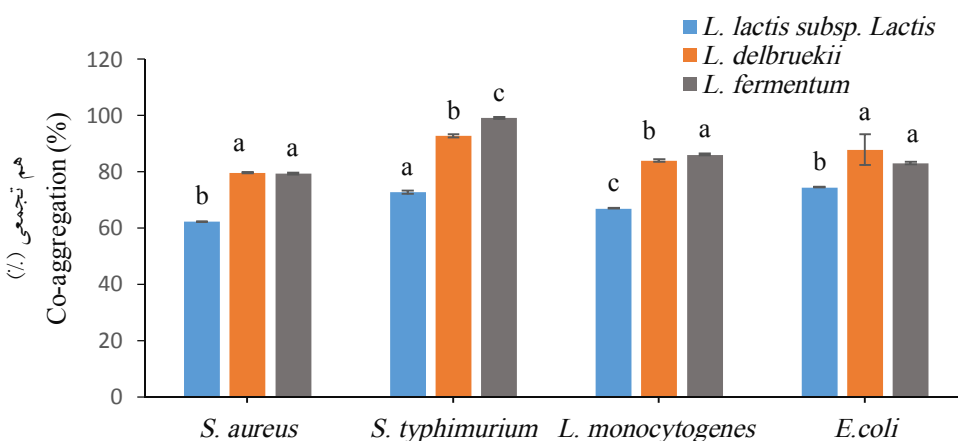 L. lactis subsp. Lactis
L. delbruekii
L. fermentum
هم تجمعی (٪)
Co-aggregation (%)
120
100
80
60
40
20
0
b a a
a b c
c b a
b a a
S. aureus S. typhimurium L. monocytogenes E.coli